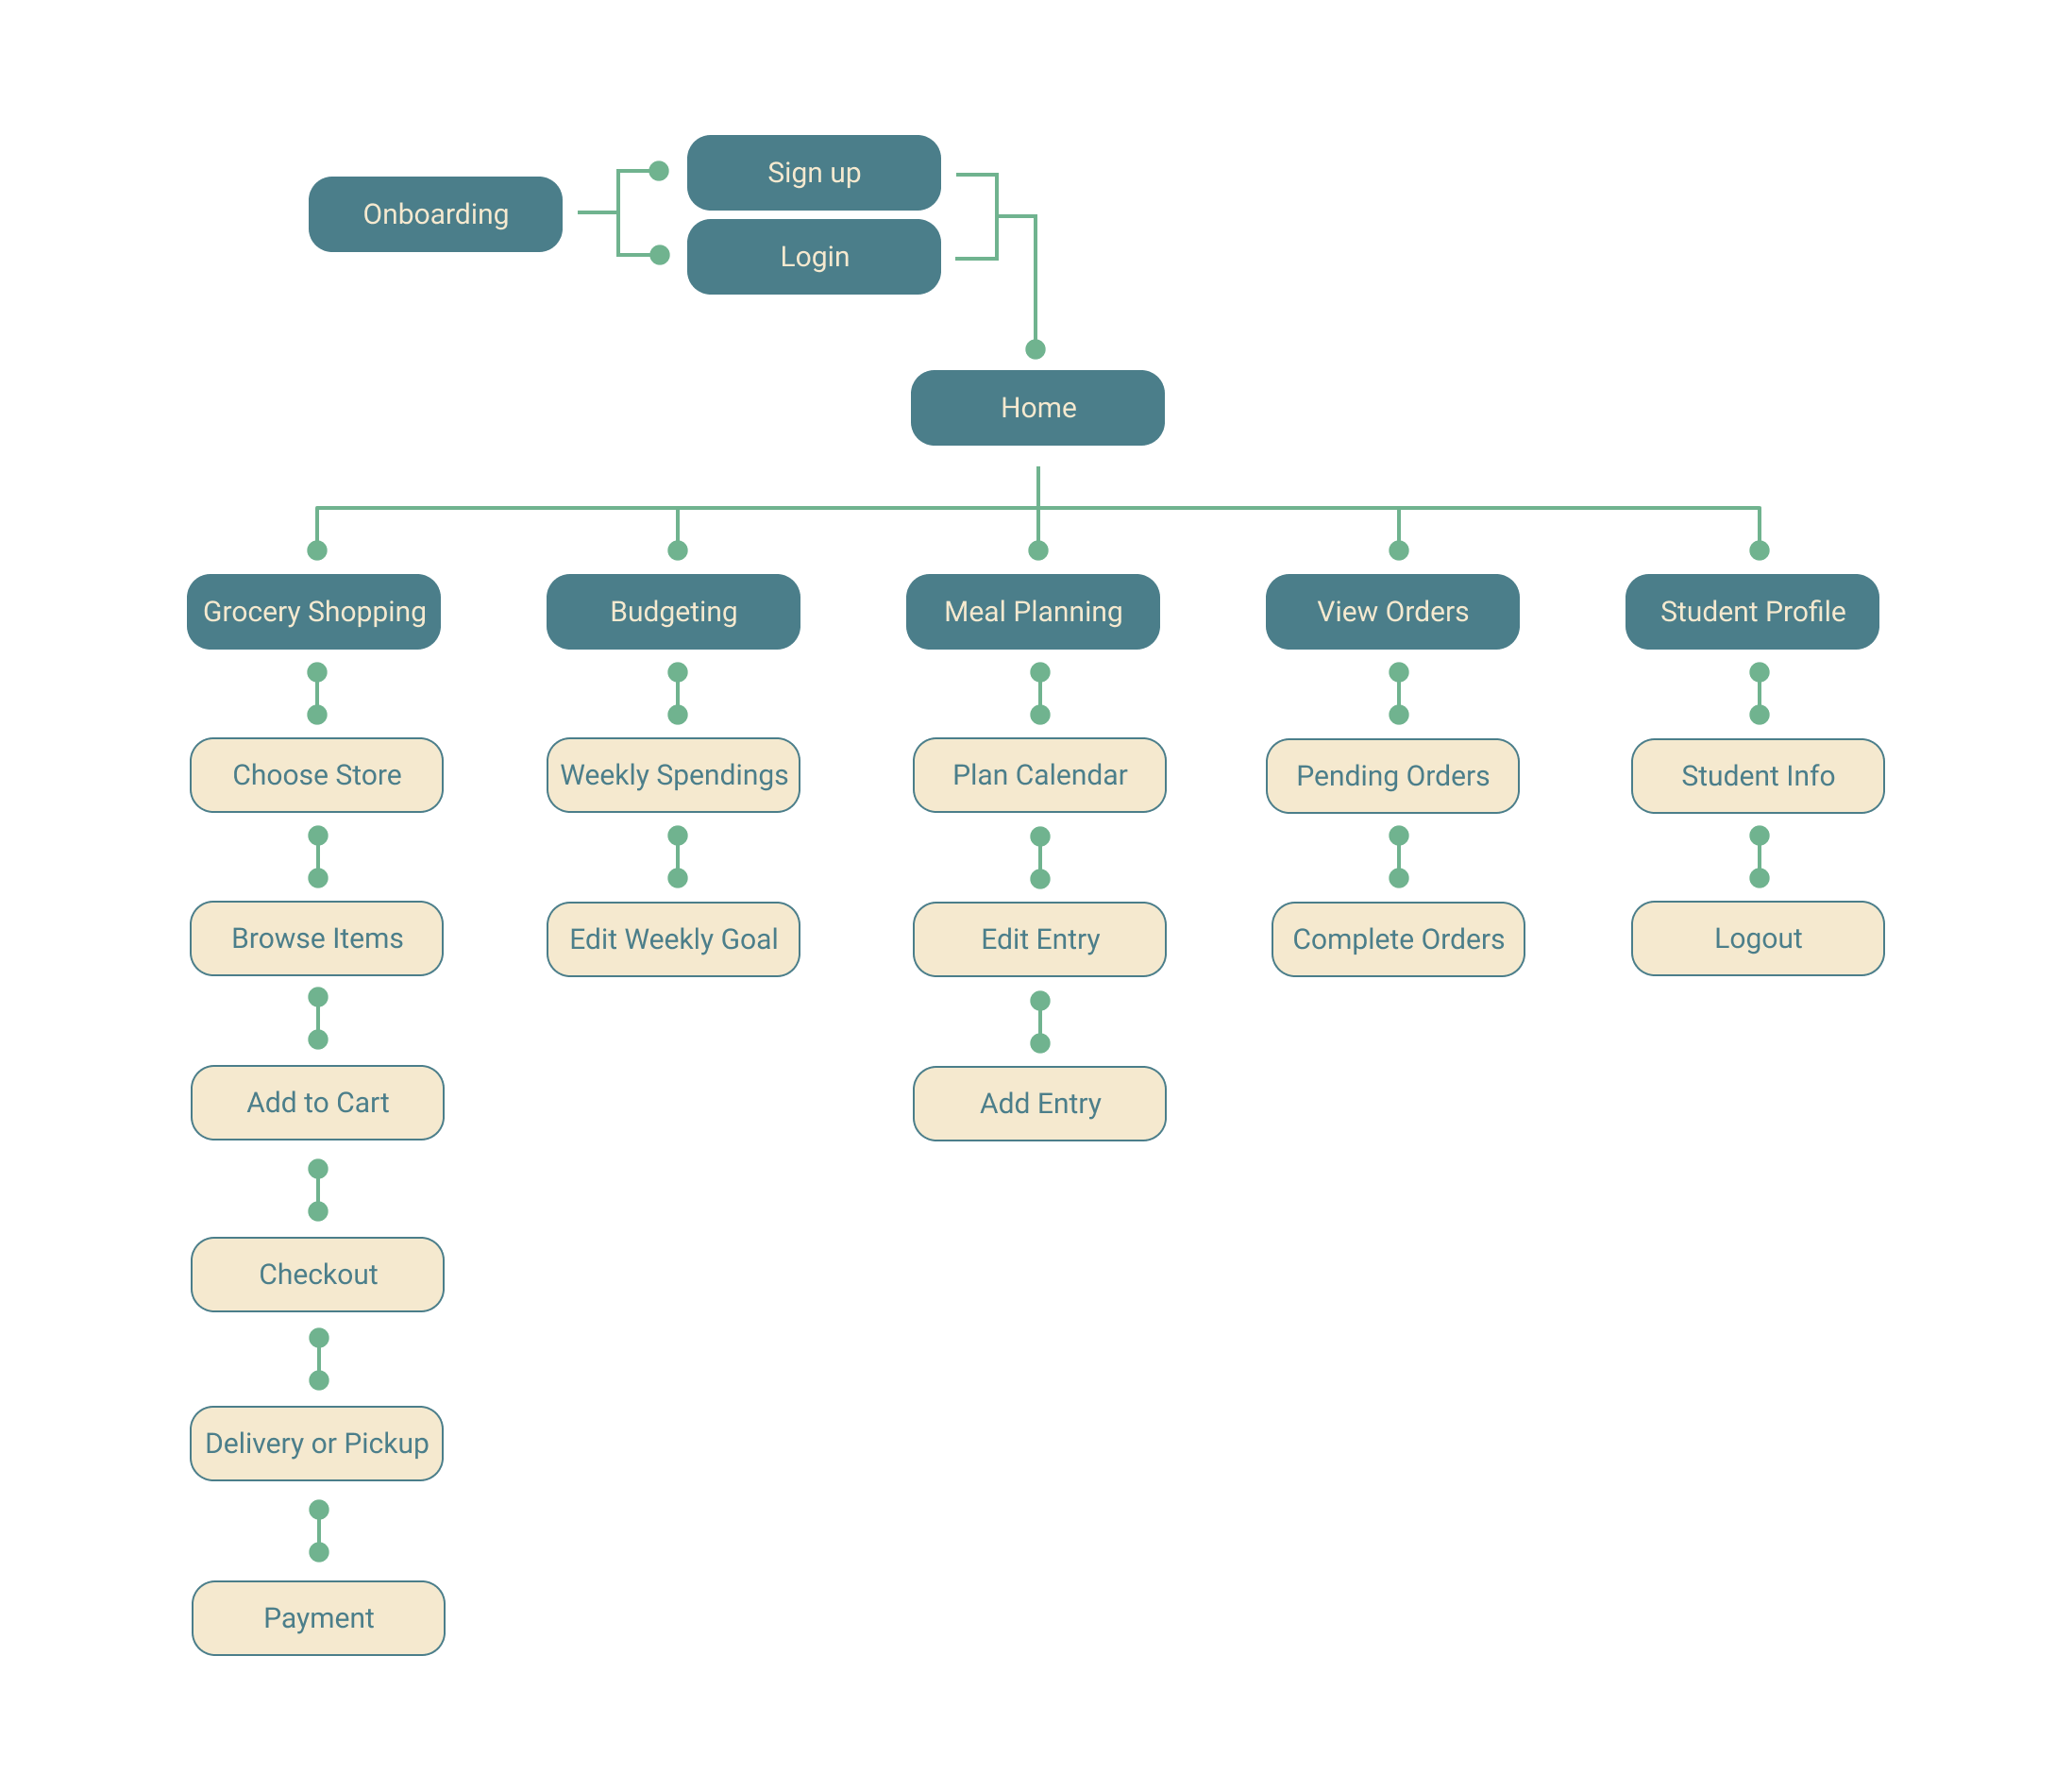 Onboarding
Sign up
Login
Home
Grocery Shopping
Budgeting
Meal Planning
View Orders
Student Profile
Choose Store
Weekly Spendings
Plan Calendar
Pending Orders
Student Info
Browse Items
Edit Weekly Goal
Edit Entry
Complete Orders
Logout
Add to Cart
Add Entry
Checkout
Delivery or Pickup
Payment